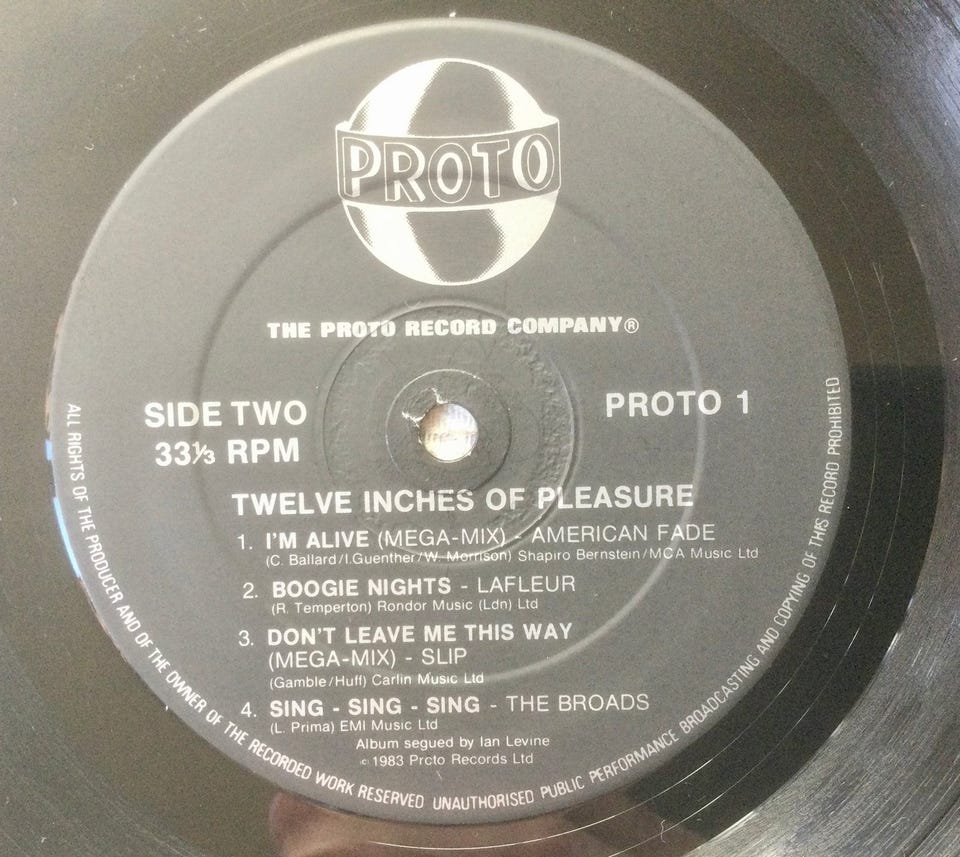 PROTO
THE PROTO RECORD COMPANY®
SIDE TWO
33⅓ RPM
PROTO 1
TWELVE INCHES OF PLEASURE
1. I'M ALIVE (MEGA-MIX) - AMERICAN FADE
(C. Ballard/I.Guenther/W. Morrison) Shapiro Bernstein/MCA Music Ltd
2. BOOGIE NIGHTS - LAFLEUR
(R. Temperton) Rondor Music (Ldn) Ltd
3. DON'T LEAVE ME THIS WAY
(MEGA-MIX) - SLIP
(Gamble/Huff) Carlin Music Ltd
4. SING - SING - SING - THE BROADS
(L. Prima) EMI Music Ltd
Album segued by Ian Levine
© 1983 Proto Records Ltd
ALL RIGHTS OF THE PRODUCER AND OF THE OWNER OF THE RECORDED WORK RESERVED UNAUTHORISED PUBLIC PERFORMANCE BROADCASTING AND COPYING OF THIS RECORD PROHIBITED